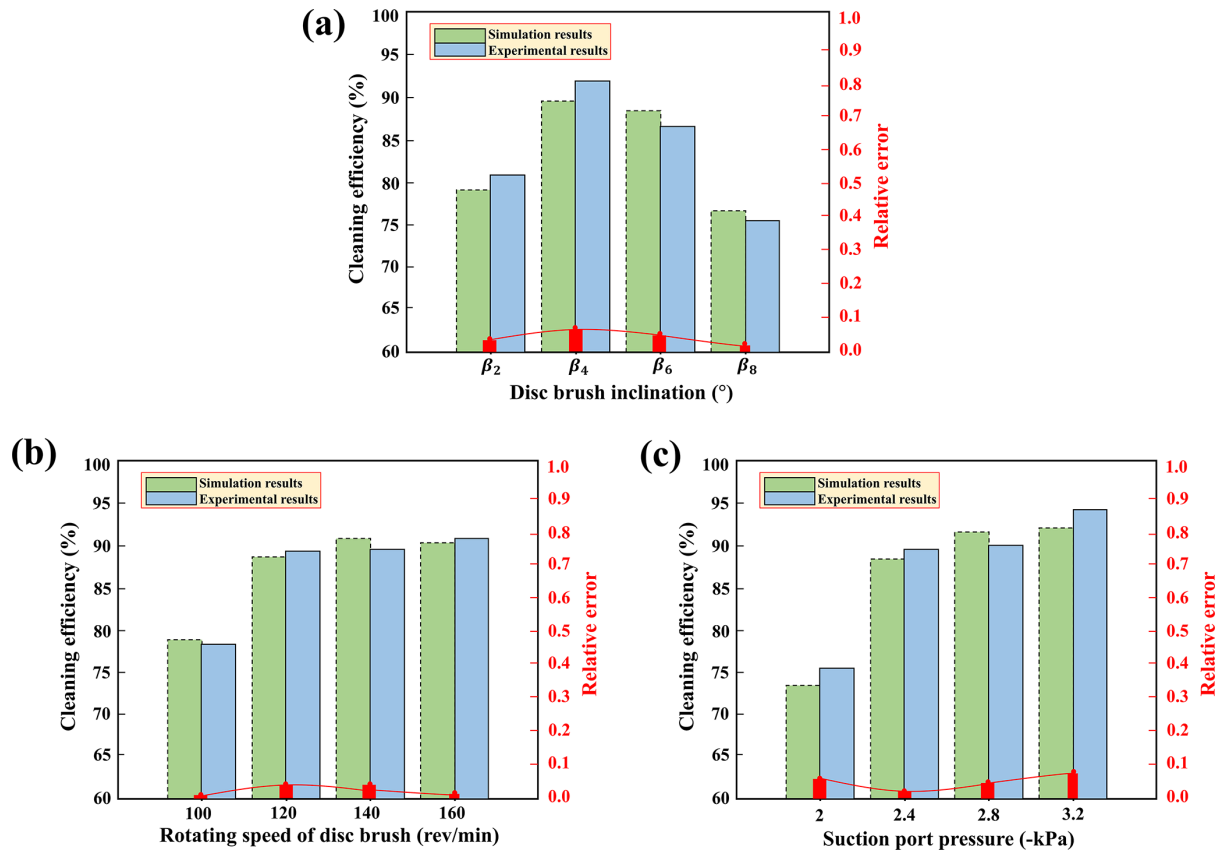 (a)
100
95
90
85
80
75
70
65
60
Cleaning efficiency (%)
Simulation results
Experimental results
1.0
0.9
0.8
0.7
0.6
0.5
0.4
0.3
0.2
0.1
0.0
Relative error
β₂ β₄ β₆ β₈
Disc brush inclination (°)
(b)
100
95
90
85
80
75
70
65
60
Cleaning efficiency (%)
Simulation results
Experimental results
1.0
0.9
0.8
0.7
0.6
0.5
0.4
0.3
0.2
0.1
0.0
Relative error
100 120 140 160
Rotating speed of disc brush (rev/min)
(c)
100
95
90
85
80
75
70
65
60
Cleaning efficiency (%)
Simulation results
Experimental results
1.0
0.9
0.8
0.7
0.6
0.5
0.4
0.3
0.2
0.1
0.0
Relative error
2 2.4 2.8 3.2
Suction port pressure (-kPa)